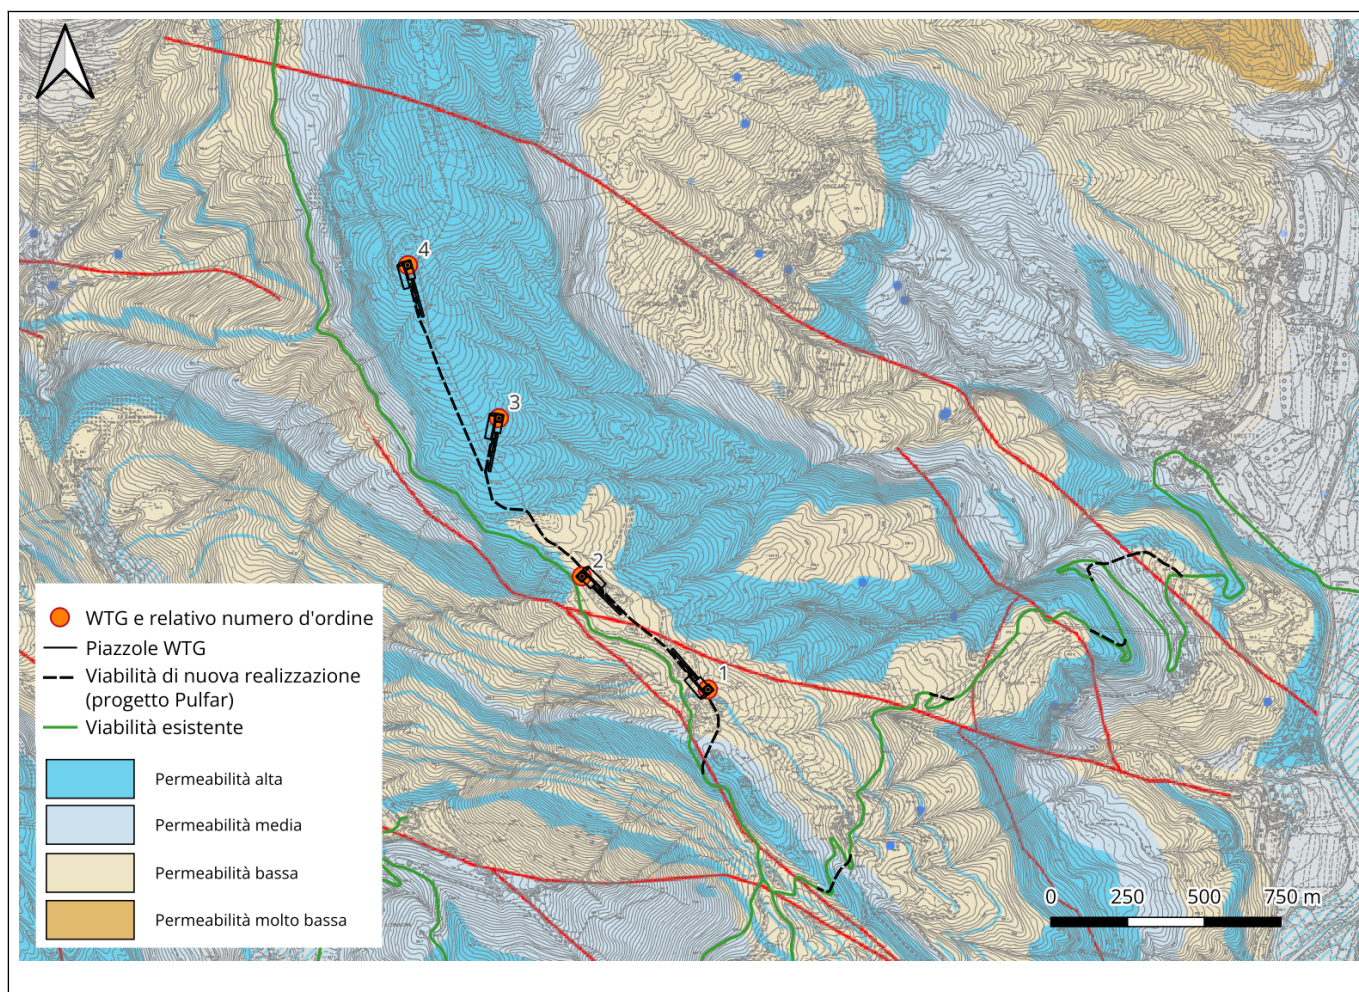 4
3
2
1
WTG e relativo numero d'ordine
Piazzole WTG
Viabilità di nuova realizzazione
(progetto Pulfar)
Viabilità esistente
Permeabilità alta
Permeabilità media
Permeabilità bassa
Permeabilità molto bassa
0 250 500 750 m